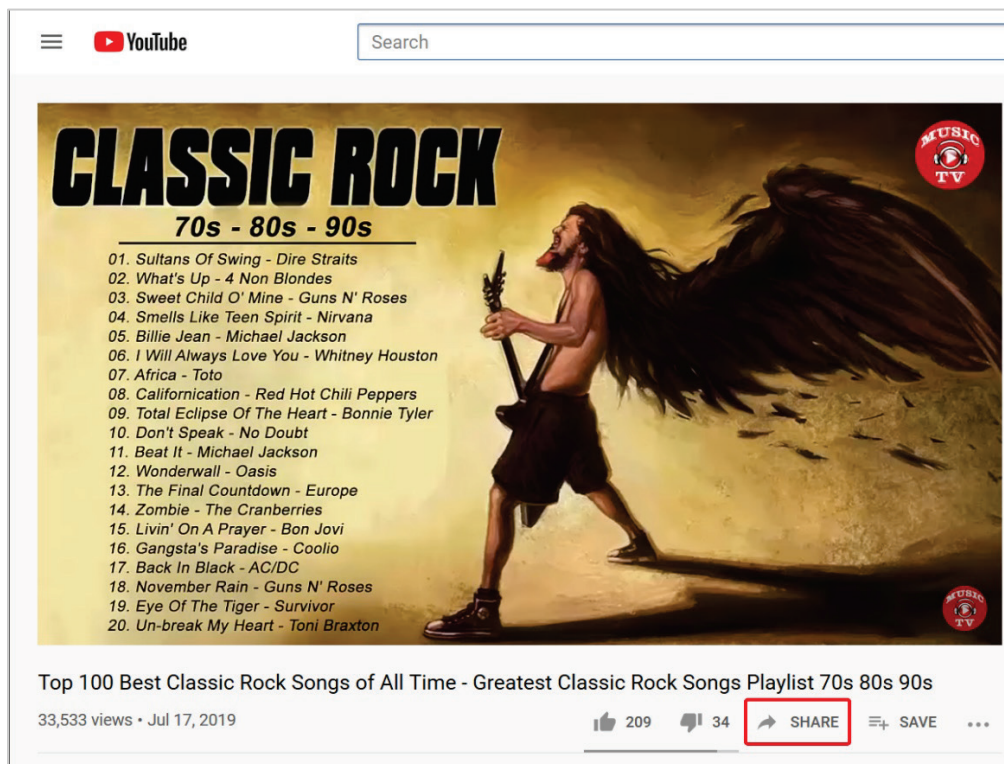 YouTube
Search
CLASSIC ROCK
MUSIC
TV
70s - 80s - 90s
01. Sultans Of Swing - Dire Straits
02. What's Up - 4 Non Blondes
03. Sweet Child O' Mine - Guns N' Roses
04. Smells Like Teen Spirit - Nirvana
05. Billie Jean - Michael Jackson
06. I Will Always Love You - Whitney Houston
07. Africa - Toto
08. Californication - Red Hot Chili Peppers
09. Total Eclipse Of The Heart - Bonnie Tyler
10. Don't Speak - No Doubt
11. Beat It - Michael Jackson
12. Wonderwall - Oasis
13. The Final Countdown - Europe
14. Zombie - The Cranberries
15. Livin' On A Prayer - Bon Jovi
16. Gangsta's Paradise - Coolio
17. Back In Black - AC/DC
18. November Rain - Guns N' Roses
19. Eye Of The Tiger - Survivor
20. Un-break My Heart - Toni Braxton
MUSIC
TV
Top 100 Best Classic Rock Songs of All Time - Greatest Classic Rock Songs Playlist 70s 80s 90s
33,533 views • Jul 17, 2019
209 34 SHARE SAVE